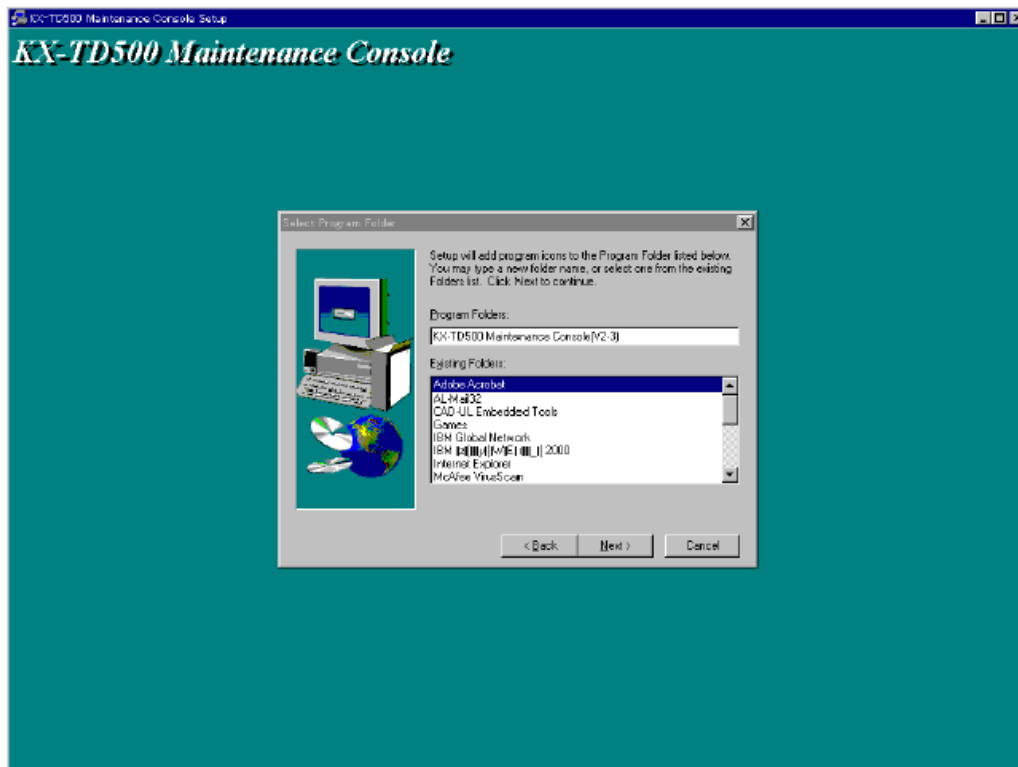 KX-TD500 Maintenance Console Setup
KX-TD500 Maintenance Console
Select Program Folder
Setup will add program icons to the Program Folder listed below.
You may type a new folder name, or select one from the existing
Folders list. Click Next to continue.
Program Folders:
KX-TD500 Maintenance Console(V2-3)
Existing Folders:
Adobe Acrobat
AL-Mail32
CAD-UL Embedded Tools
Games
IBM Global Network
IBM 2000
Internet Explorer
McAfee VirusScan
< Back
Next >
Cancel